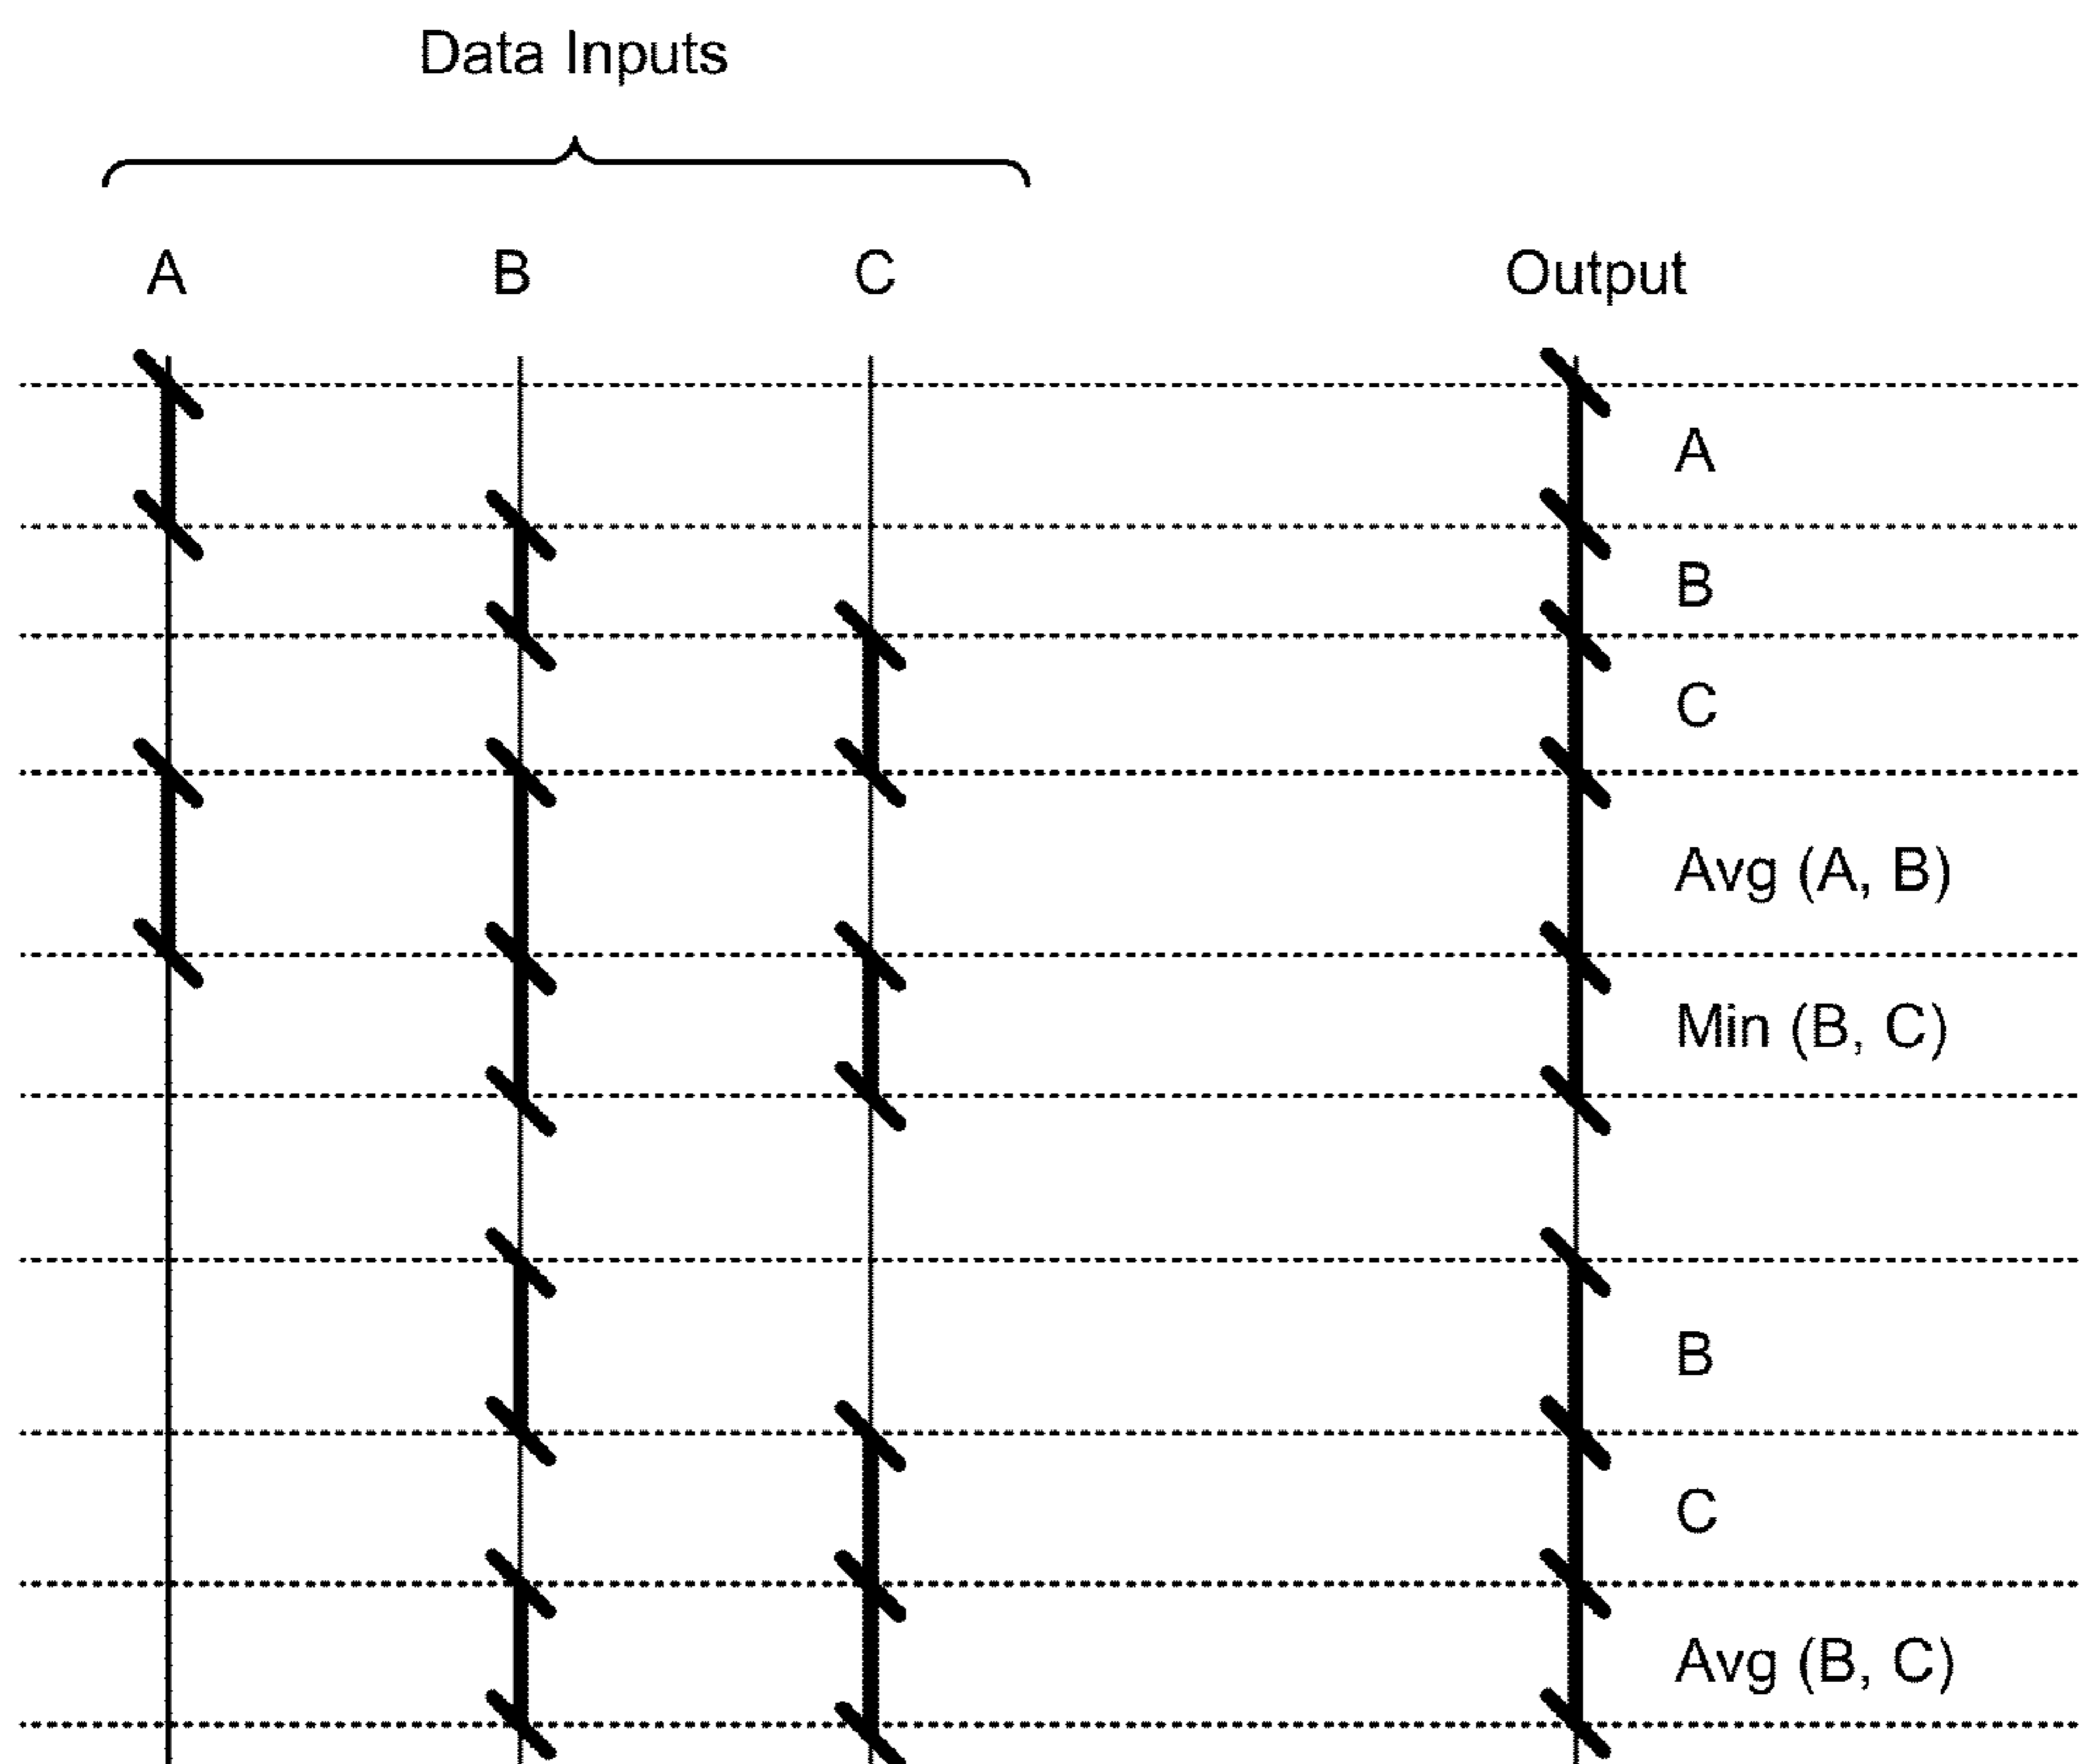 Data Inputs
A B C Output
A
B
C
Avg (A, B)
Min (B, C)
B
C
Avg (B, C)